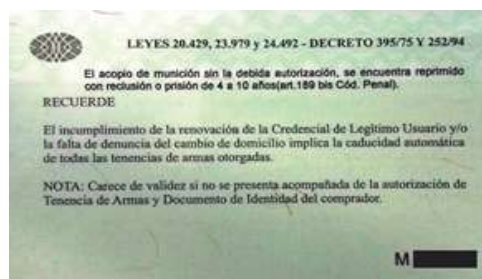 LEYES 20.429, 23.979 y 24.492 - DECRETO 395/75 Y 252/94
El acopio de munición sin la debida autorización, se encuentra reprimido
con reclusión o prisión de 4 a 10 años(art.189 bis Cód. Penal).
RECUERDE
El incumplimiento de la renovación de la Credencial de Legítimo Usuario y/o
la falta de denuncia del cambio de domicilio implica la caducidad automática
de todas las tenencias de armas otorgadas.
NOTA: Carece de validez si no se presenta acompañada de la autorización de
Tenencia de Armas y Documento de Identidad del comprador.
M